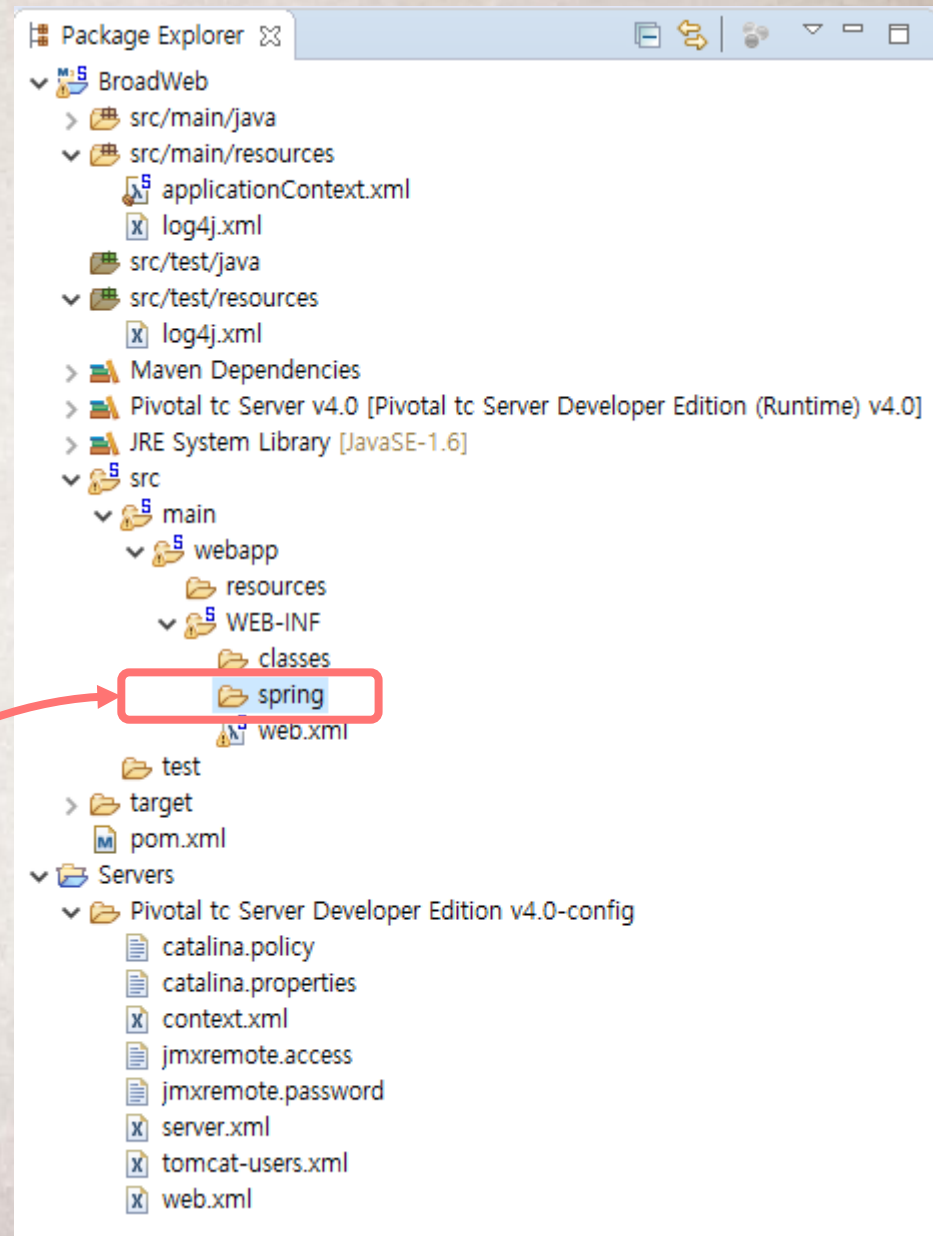 Package Explorer
BroadWeb
src/main/java
src/main/resources
applicationContext.xml
log4j.xml
src/test/java
src/test/resources
log4j.xml
Maven Dependencies
Pivotal tc Server v4.0 [Pivotal tc Server Developer Edition (Runtime) v4.0]
JRE System Library [JavaSE-1.6]
src
main
webapp
resources
WEB-INF
classes
spring
web.xml
test
target
pom.xml
Servers
Pivotal tc Server Developer Edition v4.0-config
catalina.policy
catalina.properties
context.xml
jmxremote.access
jmxremote.password
server.xml
tomcat-users.xml
web.xml